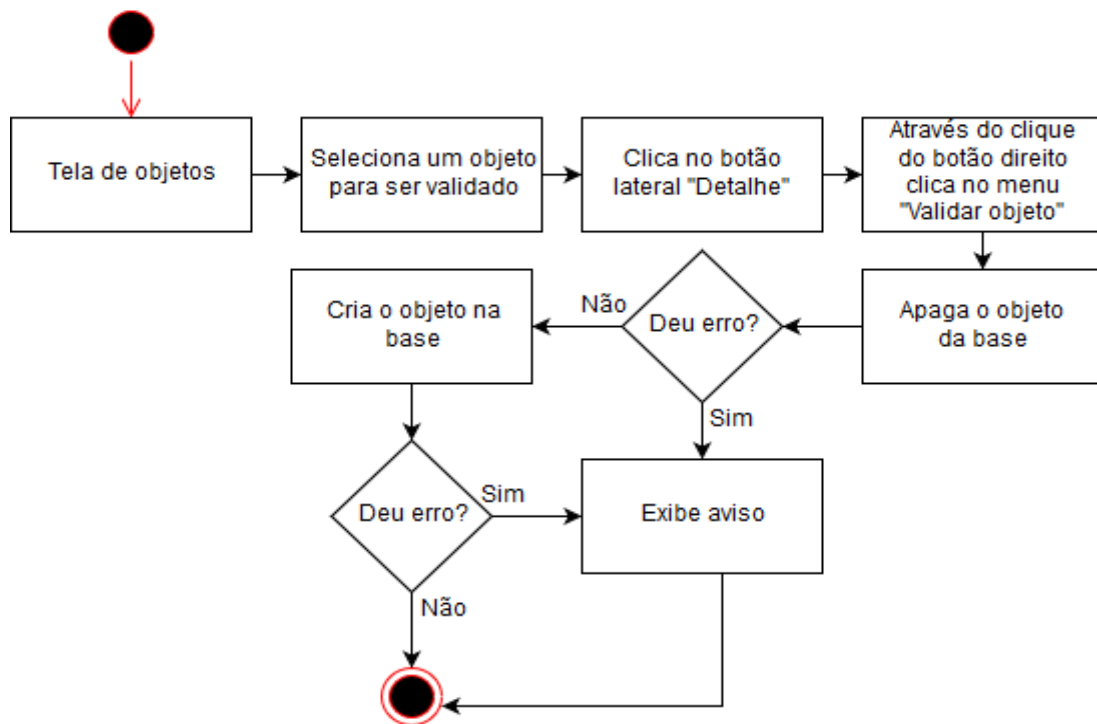 Tela de objetos
Seleciona um objeto
para ser validado
Clica no botão
lateral "Detalhe"
Através do clique
do botão direito
clica no menu
"Validar objeto"
Apaga o objeto
da base
Deu erro?
Não
Sim
Cria o objeto na
base
Deu erro?
Sim
Não
Exibe aviso